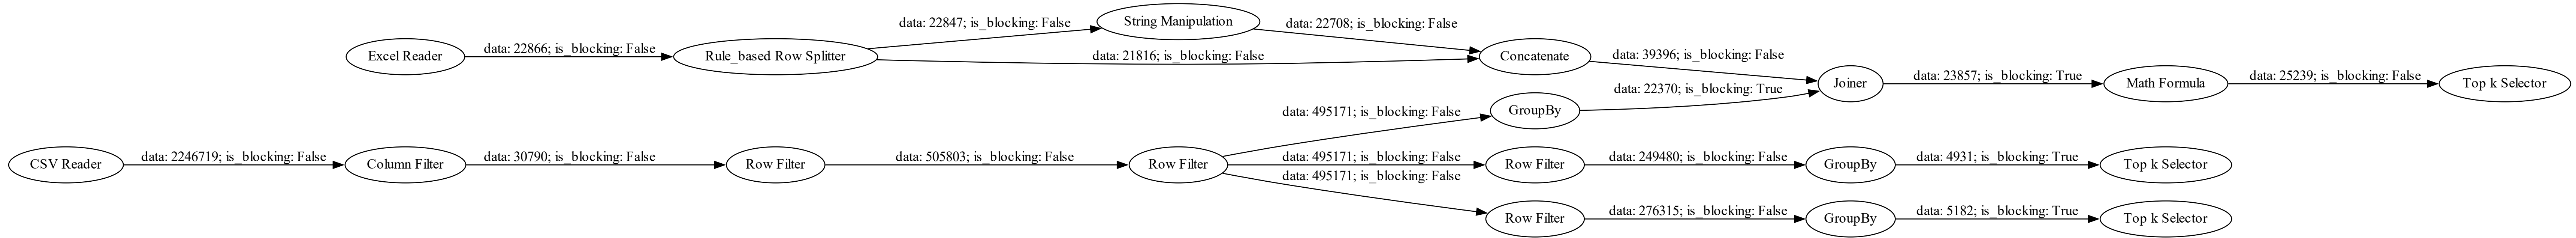 data: 22847; is_blocking: False
String Manipulation
data: 22708; is_blocking: False
Excel Reader
data: 22866; is_blocking: False
Rule_based Row Splitter
data: 21816; is_blocking: False
Concatenate
data: 39396; is_blocking: False
Joiner
data: 23857; is_blocking: True
Math Formula
data: 25239; is_blocking: False
Top k Selector
data: 495171; is_blocking: False
GroupBy
data: 22370; is_blocking: True
CSV Reader
data: 2246719; is_blocking: False
Column Filter
data: 30790; is_blocking: False
Row Filter
data: 505803; is_blocking: False
Row Filter
data: 495171; is_blocking: False
Row Filter
data: 249480; is_blocking: False
GroupBy
data: 4931; is_blocking: True
Top k Selector
data: 495171; is_blocking: False
Row Filter
data: 276315; is_blocking: False
GroupBy
data: 5182; is_blocking: True
Top k Selector